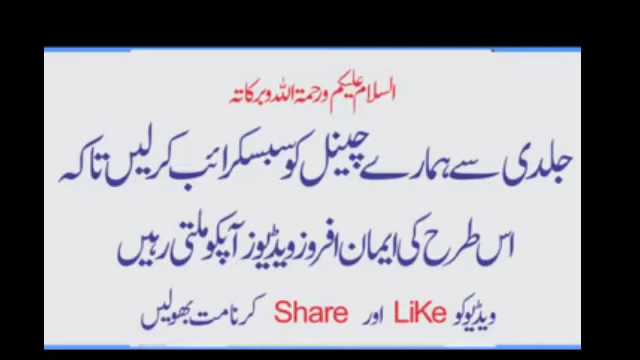 السلام علیکم ورحمۃ اللہ وبرکاتہ
جلدی سے ہمارے چینل کو سبسکرائب کرلیں تاکہ
اس طرح کی ایمان افروز ویڈیوز آپکو ملتی رہیں
ویڈیو کو LiKe اور Share کرنا مت بھولیں